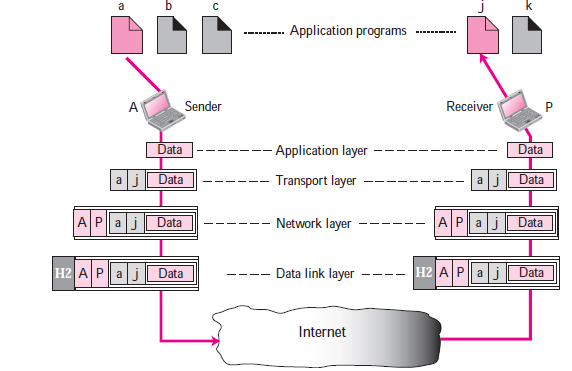 a b c j k
Application programs
A Sender Receiver P
Data Application layer Data
a j Data Transport layer a j Data
A P a j Data Network layer A P a j Data
H2 A P a j Data Data link layer H2 A P a j Data
Internet